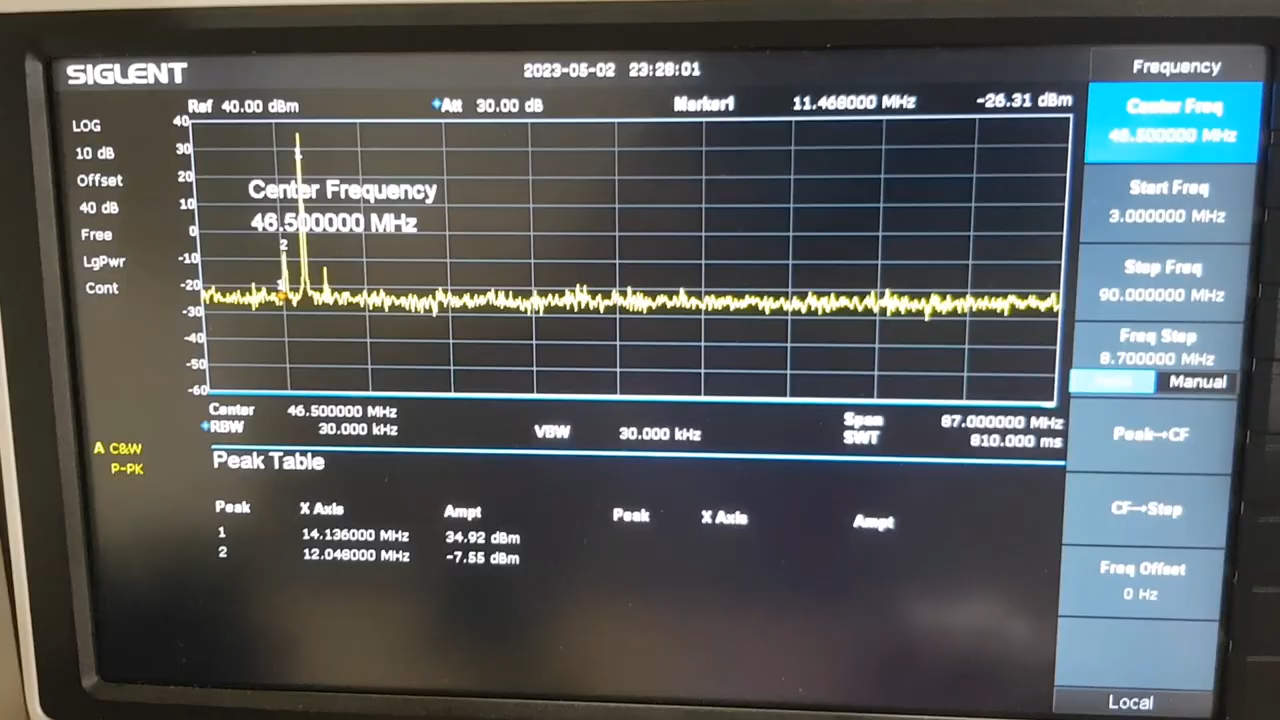 SIGLENT
2023-05-02 23:28:01
Frequency
Ref 40.00 dBm
Att 30.00 dB
Marker1 11.468000 MHz -26.31 dBm
LOG
10 dB
Offset
40 dB
Free
LgPwr
Cont
40
30
20
10
0
-10
-20
-30
-40
-50
-60
1
2
1
Center Frequency
46.500000 MHz
Center 46.500000 MHz
RBW 30.000 kHz
VBW 30.000 kHz
Span 87.000000 MHz
SWT 810.000 ms
A C&W
P-PK
Peak Table
Peak X Axis Ampt Peak X Axis Ampt
1 14.136000 MHz 34.92 dBm
2 12.048000 MHz -7.55 dBm
Center Freq
46.500000 MHz
Start Freq
3.000000 MHz
Stop Freq
90.000000 MHz
Freq Step
8.700000 MHz
Manual
Peak→CF
CF→Step
Freq Offset
0 Hz
Local